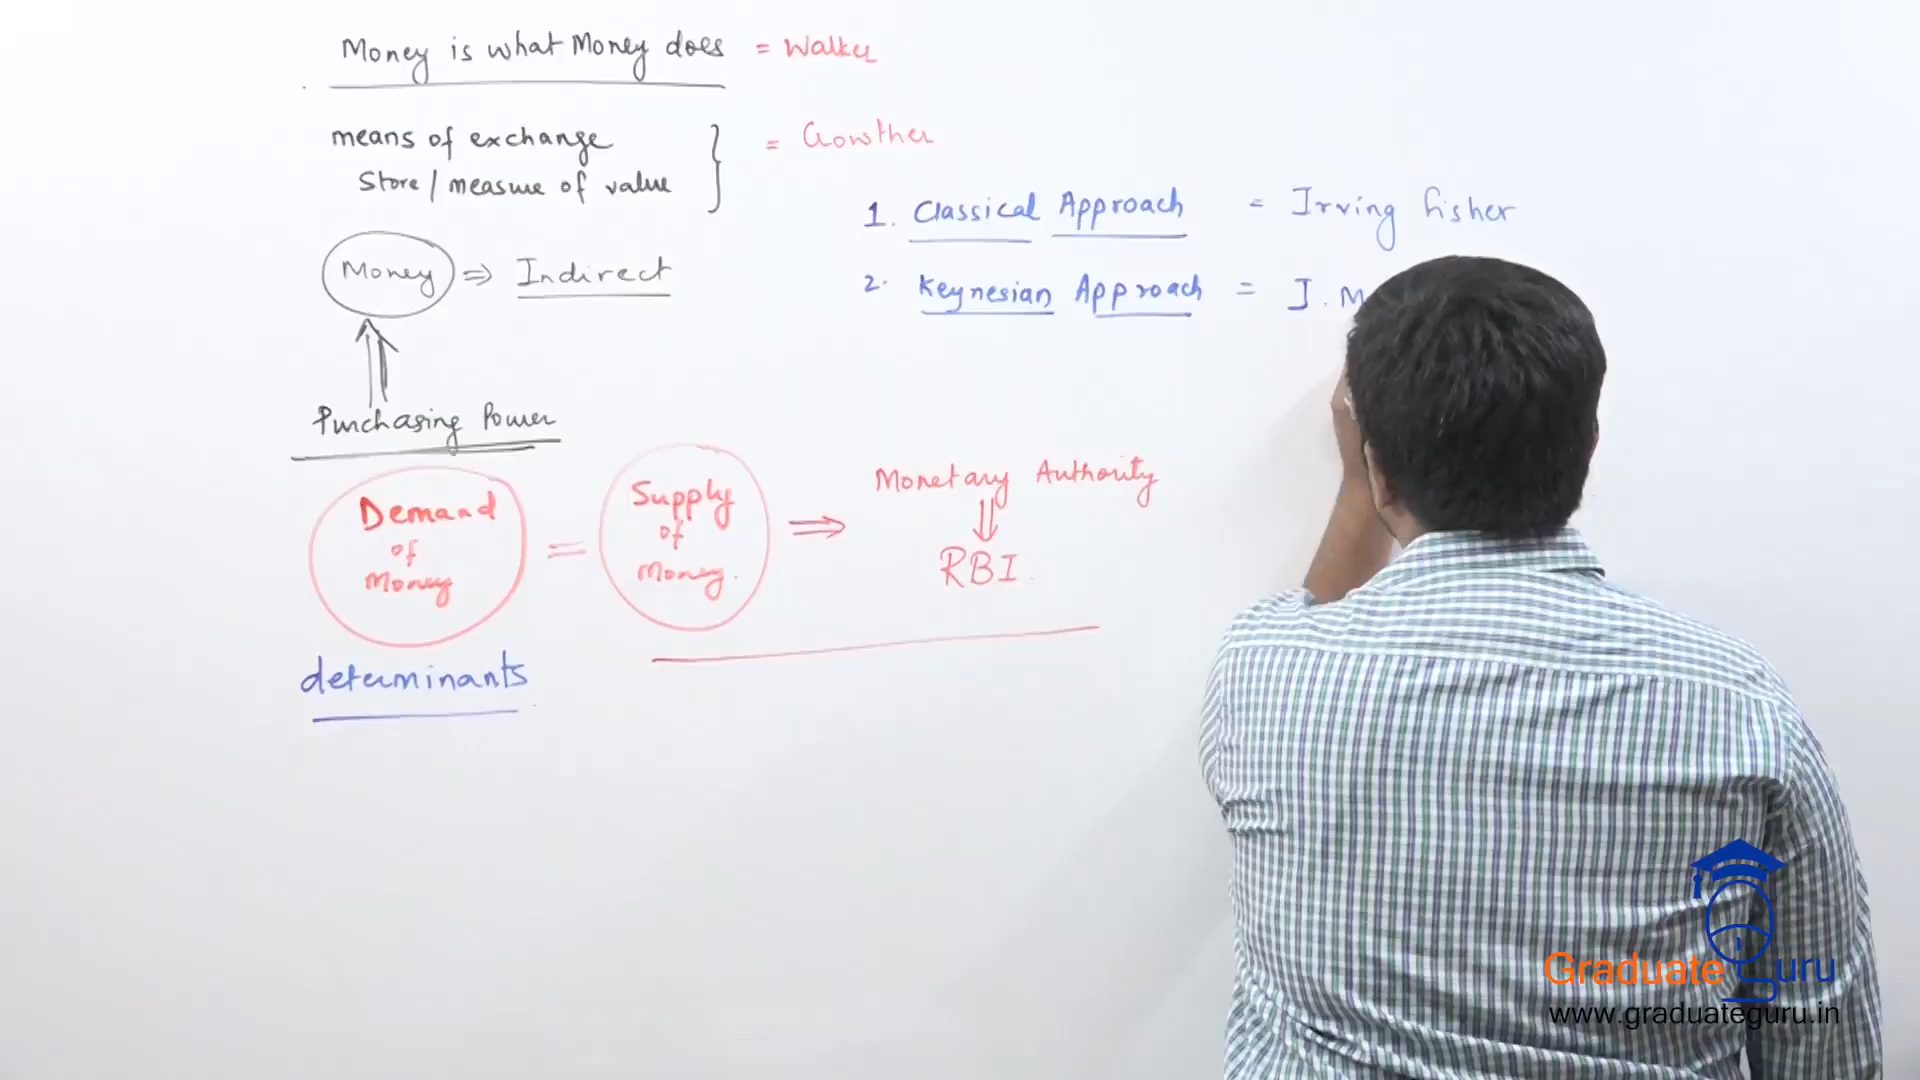 Money is what Money does = Walker
means of exchange
Store / measure of value
= Crowther
Money ⇒ Indirect
Purchasing Power
1. Classical Approach = Irving Fisher
2. Keynesian Approach = J. M
Demand of Money = Supply of Money ⇒ Monetary Authority
⇓
RBI
determinants
Graduate Guru
www.graduateguru.in